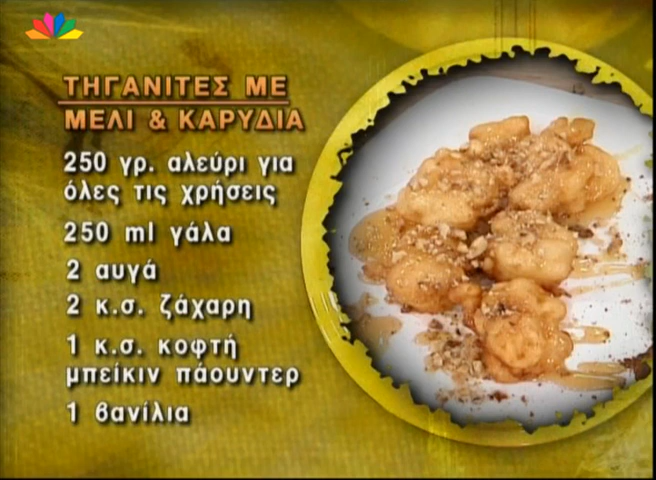 ΤΗΓΑΝΙΤΕΣ ΜΕ
ΜΕΛΙ & ΚΑΡΥΔΙΑ
250 γρ. αλεύρι για
όλες τις χρήσεις
250 ml γάλα
2 αυγά
2 κ.σ. ζάχαρη
1 κ.σ. κοφτή
μπέικιν πάουντερ
1 βανίλια